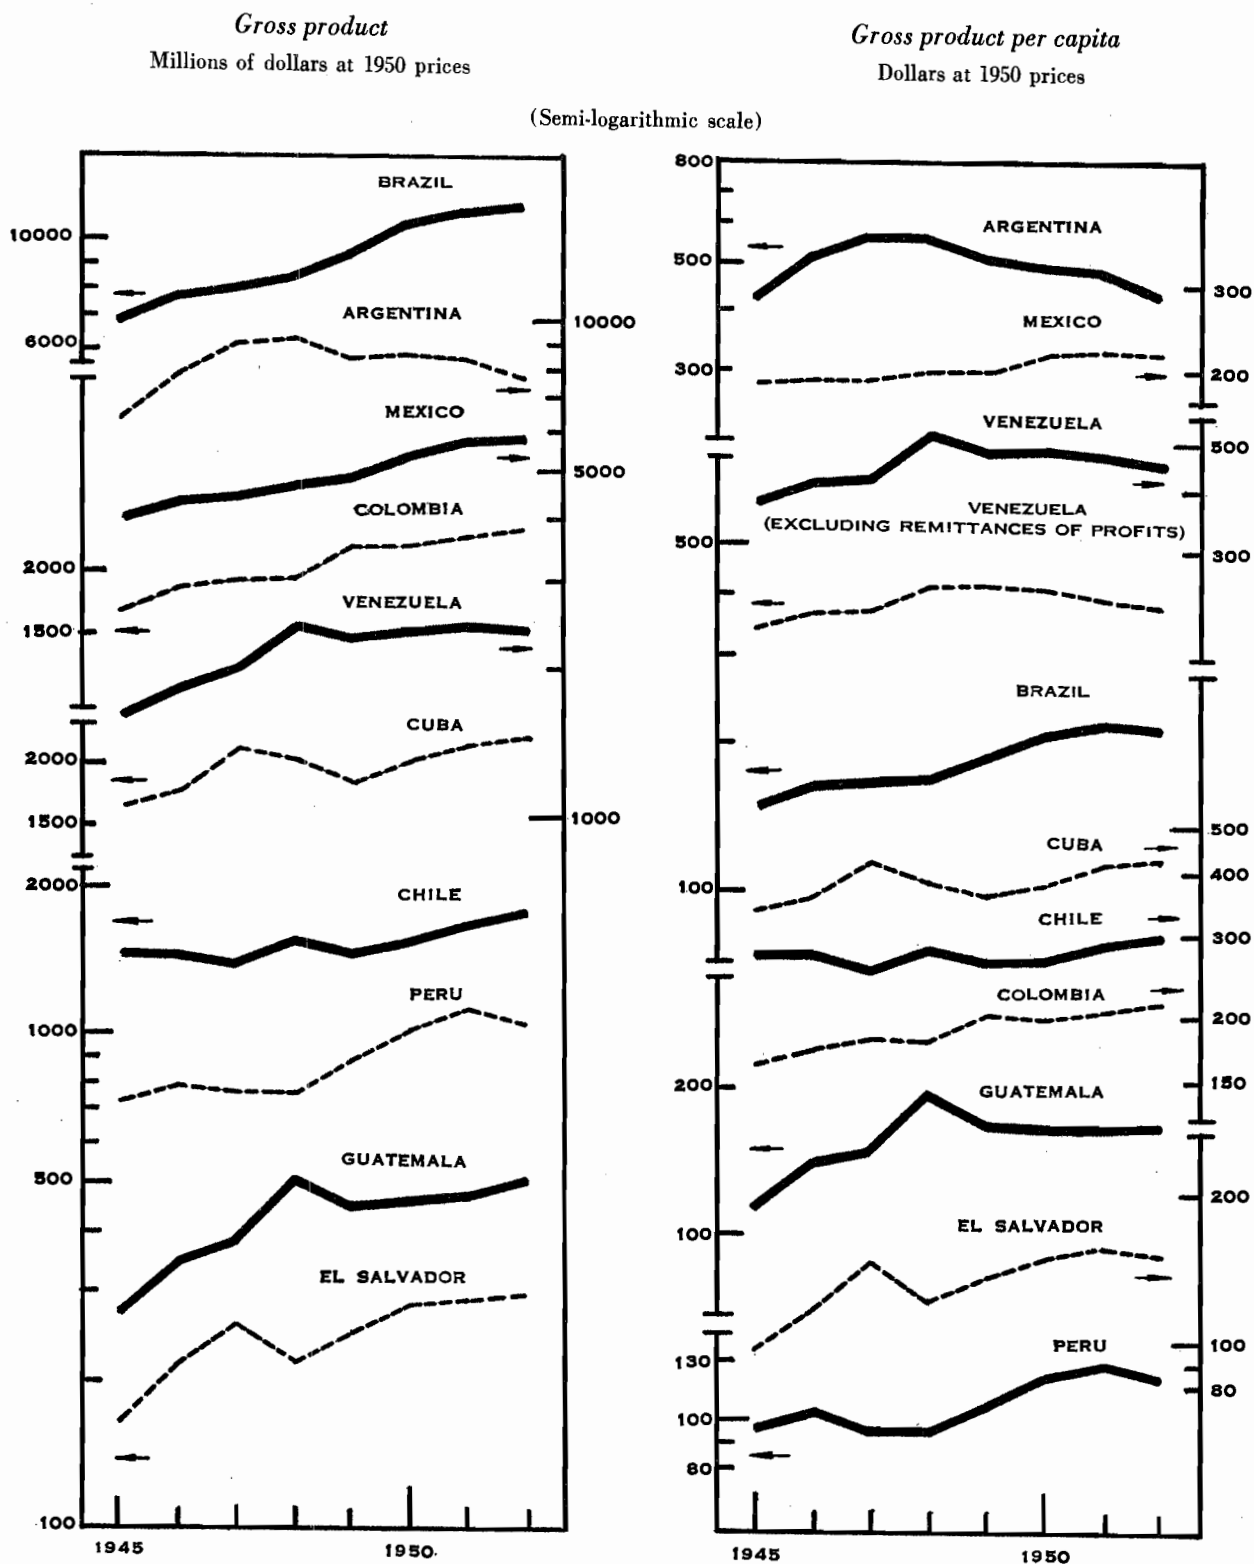 Gross product
Millions of dollars at 1950 prices
Gross product per capita
Dollars at 1950 prices
(Semi-logarithmic scale)
BRAZIL
10000
ARGENTINA
6000
10000
MEXICO
5000
COLOMBIA
2000
VENEZUELA
1500
CUBA
2000
1500
1000
2000
CHILE
PERU
1000
GUATEMALA
500
EL SALVADOR
100
1945
1950.
800
ARGENTINA
500
300
MEXICO
300
200
VENEZUELA
500
VENEZUELA
(EXCLUDING REMITTANCES OF PROFITS)
500
300
BRAZIL
500
CUBA
400
100
CHILE
300
COLOMBIA
200
200
150
GUATEMALA
200
100
EL SALVADOR
PERU
100
130
80
100
80
1945
1950